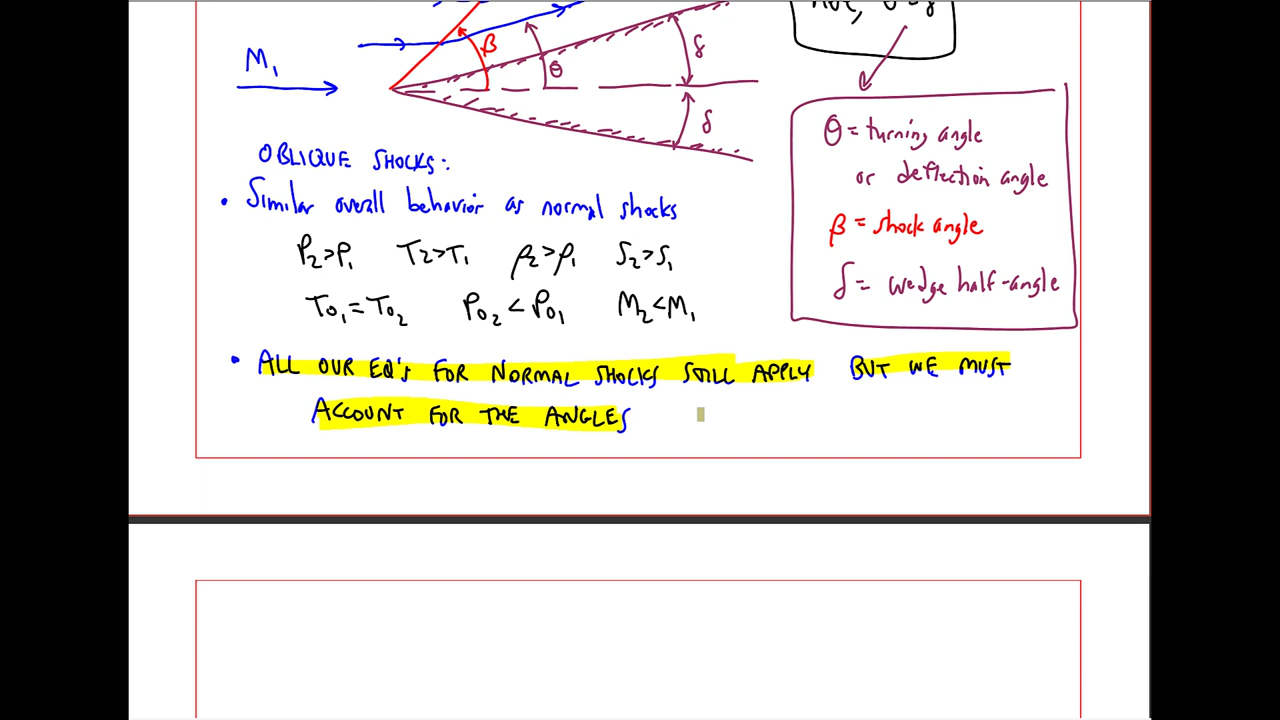 M₁
β
θ
δ
δ
θ = turning angle
or deflection angle
β = shock angle
δ = wedge half-angle
OBLIQUE SHOCKS:
• Similar overall behavior as normal shocks
P₂>P₁ T₂>T₁ ρ₂>ρ₁ S₂>S₁
T₀₁=T₀₂ P₀₂<P₀₁ M₂<M₁
• ALL OUR EQ'S FOR NORMAL SHOCKS STILL APPLY BUT WE MUST
ACCOUNT FOR THE ANGLES